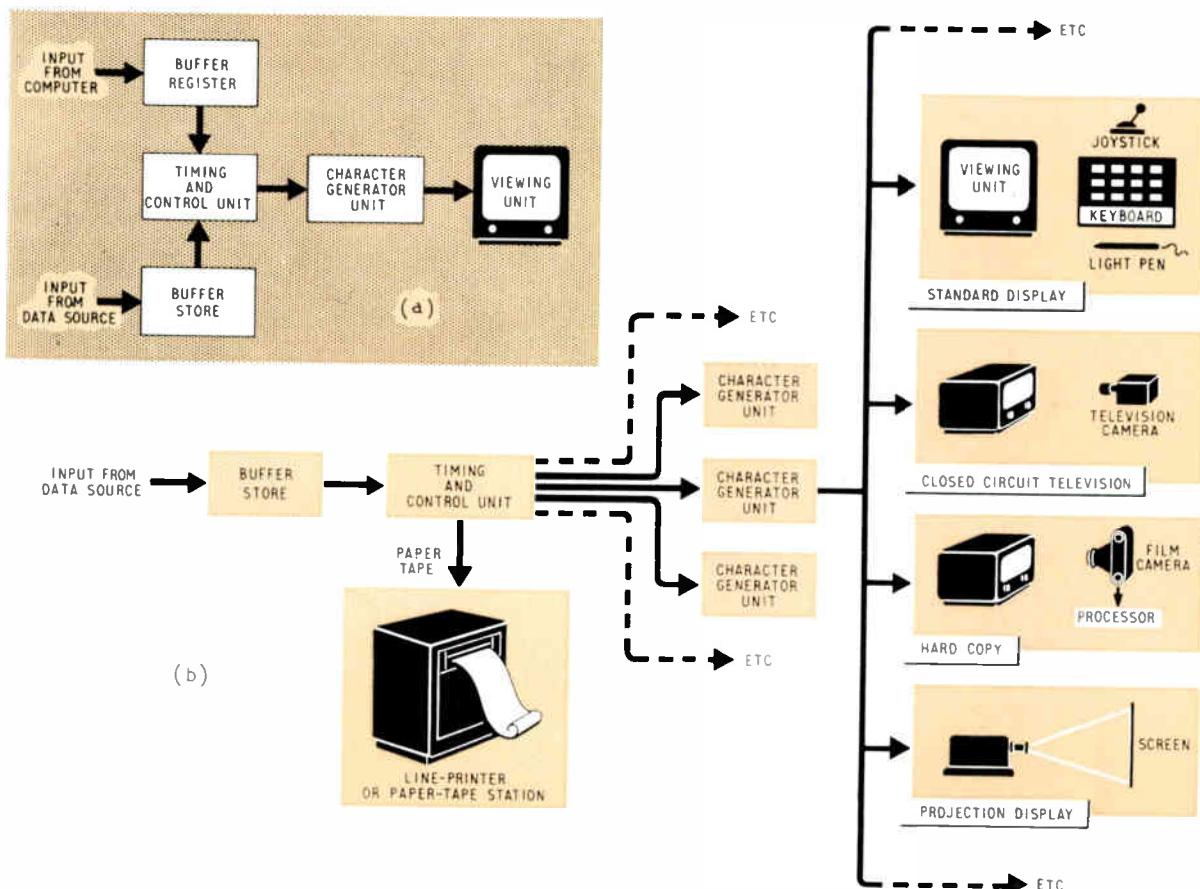 INPUT
FROM
COMPUTER
BUFFER
REGISTER
TIMING
AND
CONTROL UNIT
CHARACTER
GENERATOR
UNIT
VIEWING
UNIT
INPUT
FROM
DATA SOURCE
BUFFER
STORE
(a)
INPUT FROM
DATA SOURCE
BUFFER
STORE
TIMING
AND
CONTROL UNIT
PAPER
TAPE
LINE-PRINTER
OR PAPER-TAPE STATION
(b)
ETC
CHARACTER
GENERATOR
UNIT
CHARACTER
GENERATOR
UNIT
CHARACTER
GENERATOR
UNIT
ETC
ETC
VIEWING
UNIT
JOYSTICK
KEYBOARD
LIGHT PEN
STANDARD DISPLAY
TELEVISION
CAMERA
CLOSED CIRCUIT TELEVISION
FILM
CAMERA
PROCESSOR
HARD COPY
SCREEN
PROJECTION DISPLAY
ETC